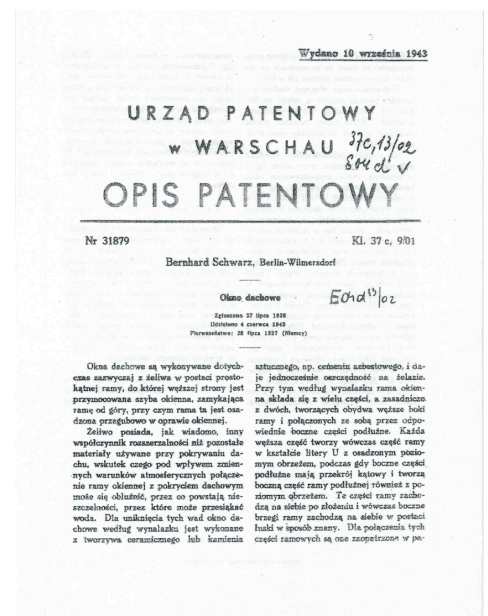 Wydano 10 września 1943
URZĄD PATENTOWY
w WARSCHAU
37c, 13/02
OPIS PATENTOWY
Nr 31879
Kl. 37 c, 9/01
Bernhard Schwarz, Berlin-Wilmersdorf
Okno dachowe
E04d 13/02
Zgłoszono 27 lipca 1938
Udzielono 4 czerwca 1943
Pierwszeństwo: 28 lipca 1937 (Niemcy)
Okna dachowe są wykonywane dotych-
czas zazwyczaj z żeliwa w postaci prosto-
kątnej ramy, do której węższej strony jest
przymocowana szyba okienna, zamykająca
ramę od góry, przy czym rama ta jest osa-
dzona przegubowo w oprawie okiennej.
Żeliwo posiada, jak wiadomo, inny
współczynnik rozszerzalności niż pozostałe
materiały używane przy pokrywaniu da-
chu, wskutek czego pod wpływem zmien-
nych warunków atmosferycznych połącze-
nie ramy okiennej z pokryciem dachowym
może się obluźnić, przez co powstają nie-
szczelności, przez które może przesiąkać
woda. Dla uniknięcia tych wad okno da-
chowe według wynalazku jest wykonane
z tworzywa ceramicznego lub kamienia
sztucznego, np. cementu azbestowego, i da-
je jednocześnie oszczędność na żelazie.
Przy tym według wynalazku rama okien-
na składa się z wielu części, a zasadniczo
z dwóch, tworzących obydwa węższe boki
ramy i połączonych ze sobą przez odpo-
wiednie boczne części podłużne. Każda
węższa część tworzy wówczas część ramy
w kształcie litery U z osadzonym pozio-
mym obrzeżem, podczas gdy boczne części
podłużne mają przekrój kątowy i tworzą
boczną część ramy podłużnej również z po-
ziomym obrzeżem. Te części ramy zacho-
dzą na siebie po złożeniu i wówczas boczne
brzegi ramy zachodzą na siebie w postaci
łuski w sposób znany. Dla połączenia tych
części ramowych są one zaopatrzone w po-